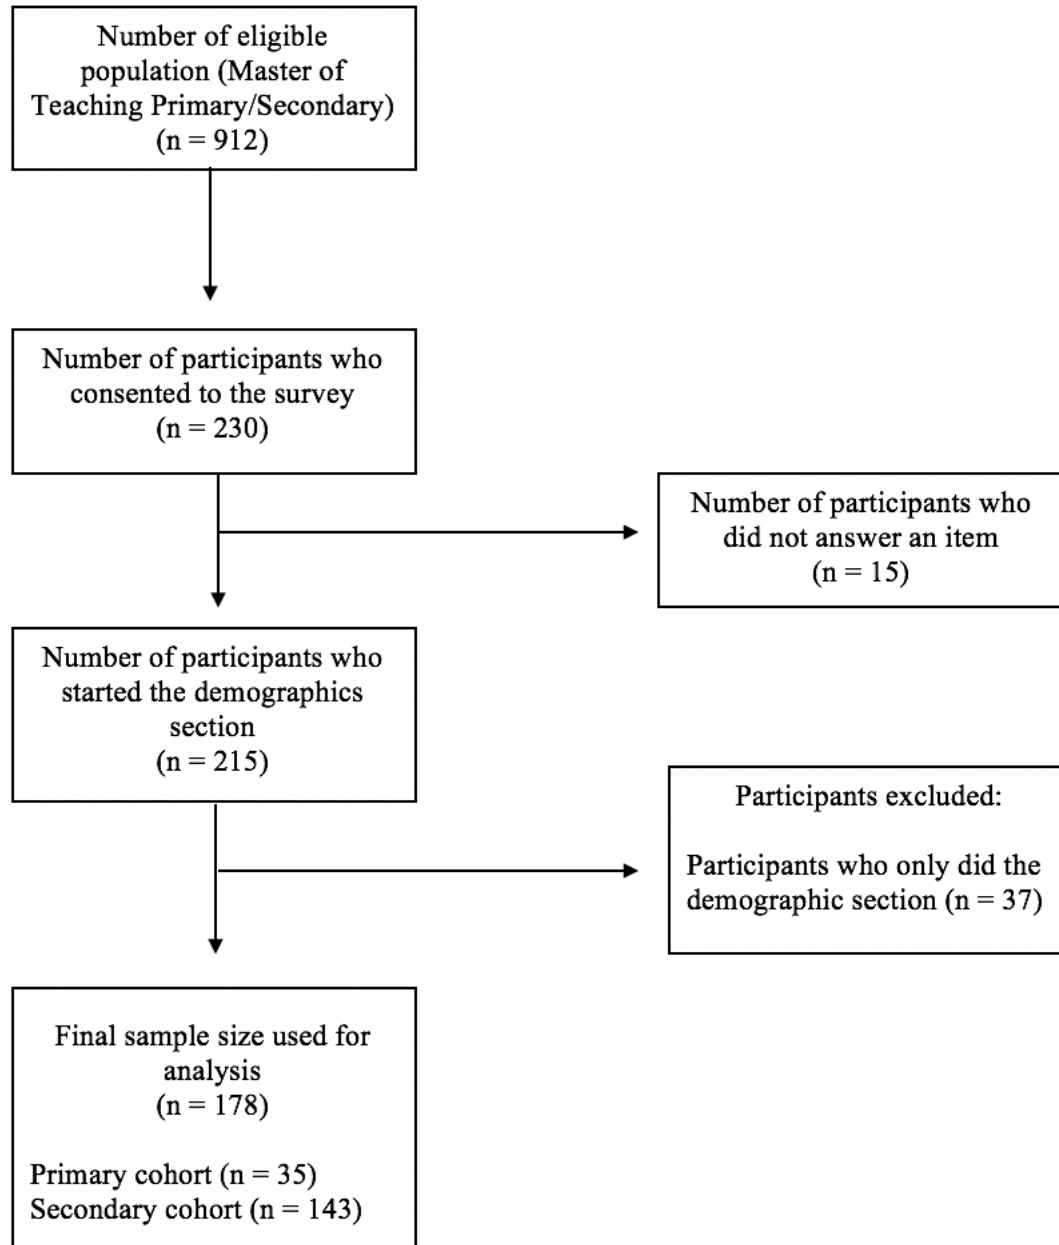 Number of eligible
population (Master of
Teaching Primary/Secondary)
(n = 912)
Number of participants who
consented to the survey
(n = 230)
Number of participants who
did not answer an item
(n = 15)
Number of participants who
started the demographics
section
(n = 215)
Participants excluded:
Participants who only did the
demographic section (n = 37)
Final sample size used for
analysis
(n = 178)
Primary cohort (n = 35)
Secondary cohort (n = 143)